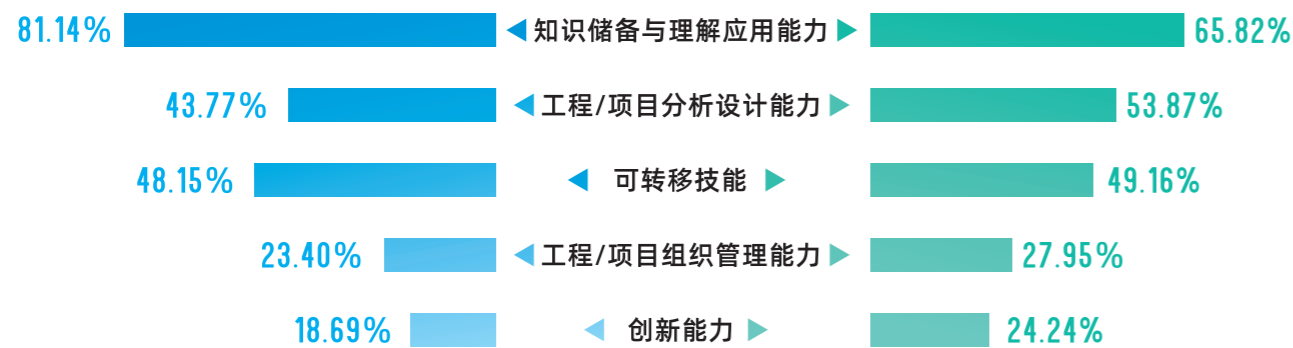 81.14% 知识储备与理解应用能力 65.82%
43.77% 工程/项目分析设计能力 53.87%
48.15% 可转移技能 49.16%
23.40% 工程/项目组织管理能力 27.95%
18.69% 创新能力 24.24%